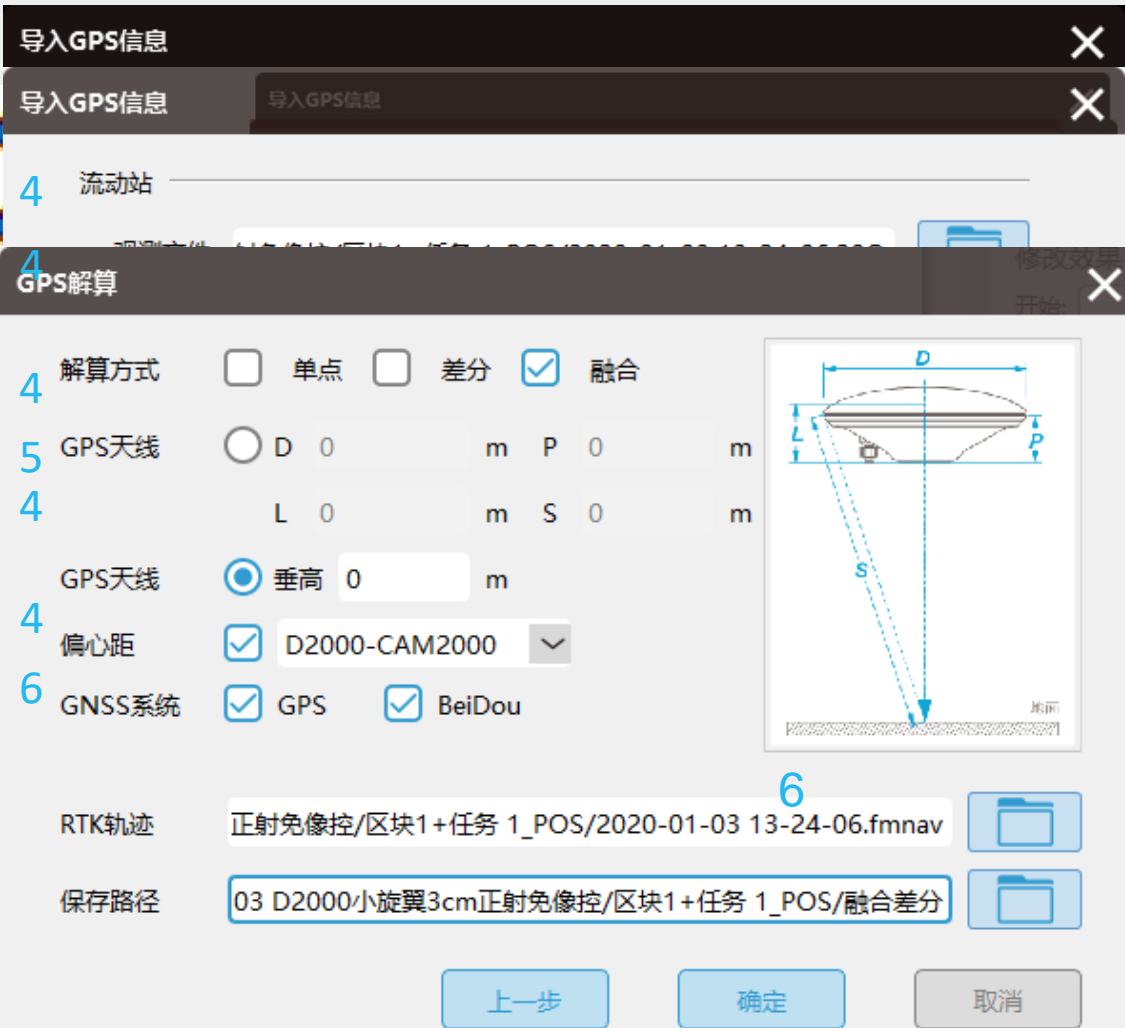 导入GPS信息
导入GPS信息 导入GPS信息
4 流动站
4
GPS解算
修改效果
开始:
4 解算方式 单点 差分 融合
5 GPS天线 D 0 m P 0 m
4 L 0 m S 0 m
GPS天线 垂高 0 m
4
偏心距 D2000-CAM2000
6 GNSS系统 GPS BeiDou
D
L
P
S
地面
6
RTK轨迹 正射免像控/区块1+任务 1_POS/2020-01-03 13-24-06.fmnav
保存路径 03 D2000小旋翼3cm正射免像控/区块1+任务 1_POS/融合差分
上一步 确定 取消